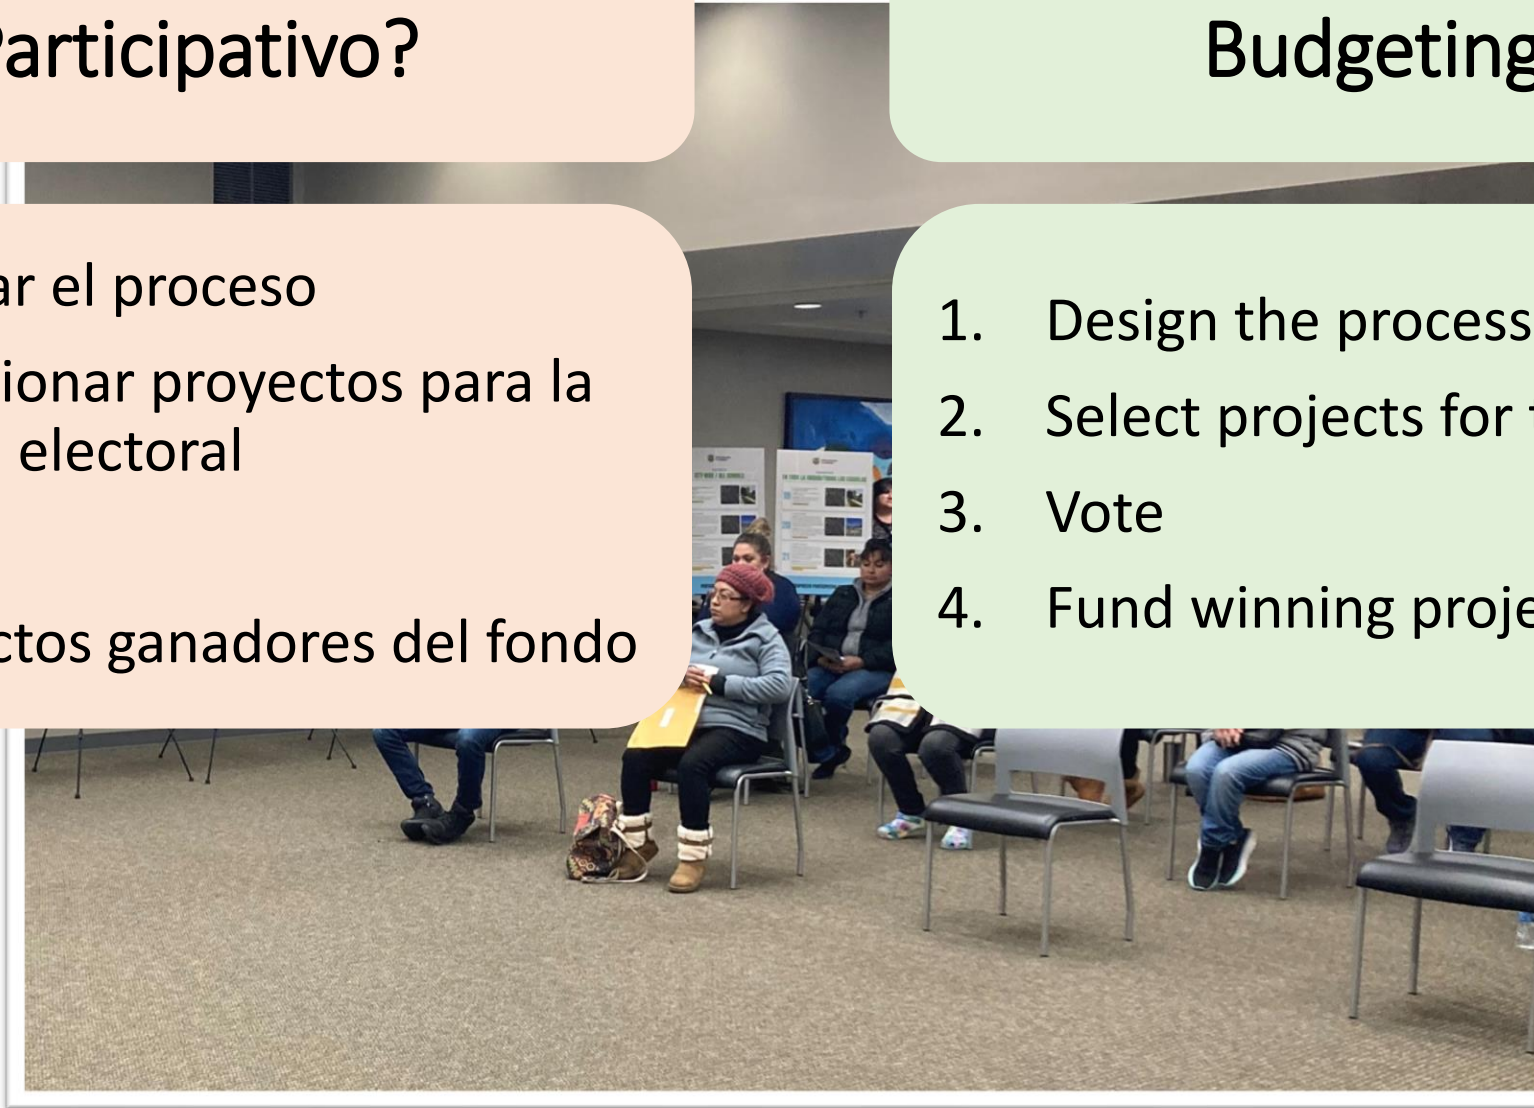 Participativo?
ar el proceso
ionar proyectos para la
electoral
ctos ganadores del fondo
Budgeting
1. Design the process
2. Select projects for
3. Vote
4. Fund winning proje